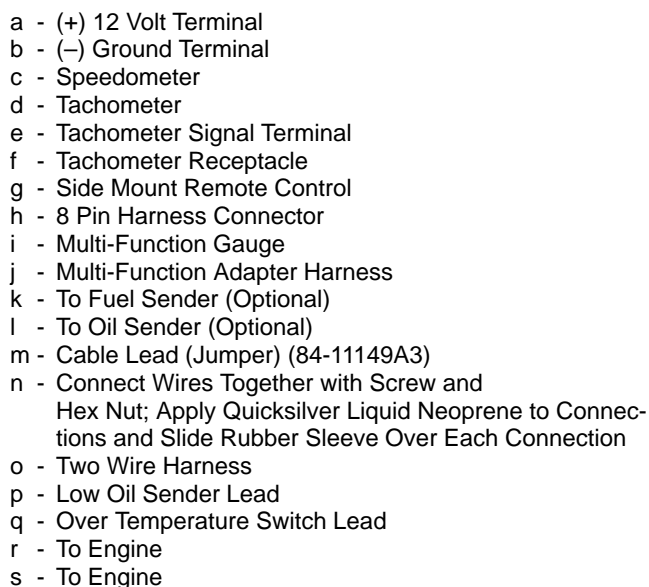 a - (+) 12 Volt Terminal
b - (–) Ground Terminal
c - Speedometer
d - Tachometer
e - Tachometer Signal Terminal
f - Tachometer Receptacle
g - Side Mount Remote Control
h - 8 Pin Harness Connector
i - Multi-Function Gauge
j - Multi-Function Adapter Harness
k - To Fuel Sender (Optional)
l - To Oil Sender (Optional)
m - Cable Lead (Jumper) (84-11149A3)
n - Connect Wires Together with Screw and
Hex Nut; Apply Quicksilver Liquid Neoprene to Connec-
tions and Slide Rubber Sleeve Over Each Connection
o - Two Wire Harness
p - Low Oil Sender Lead
q - Over Temperature Switch Lead
r - To Engine
s - To Engine